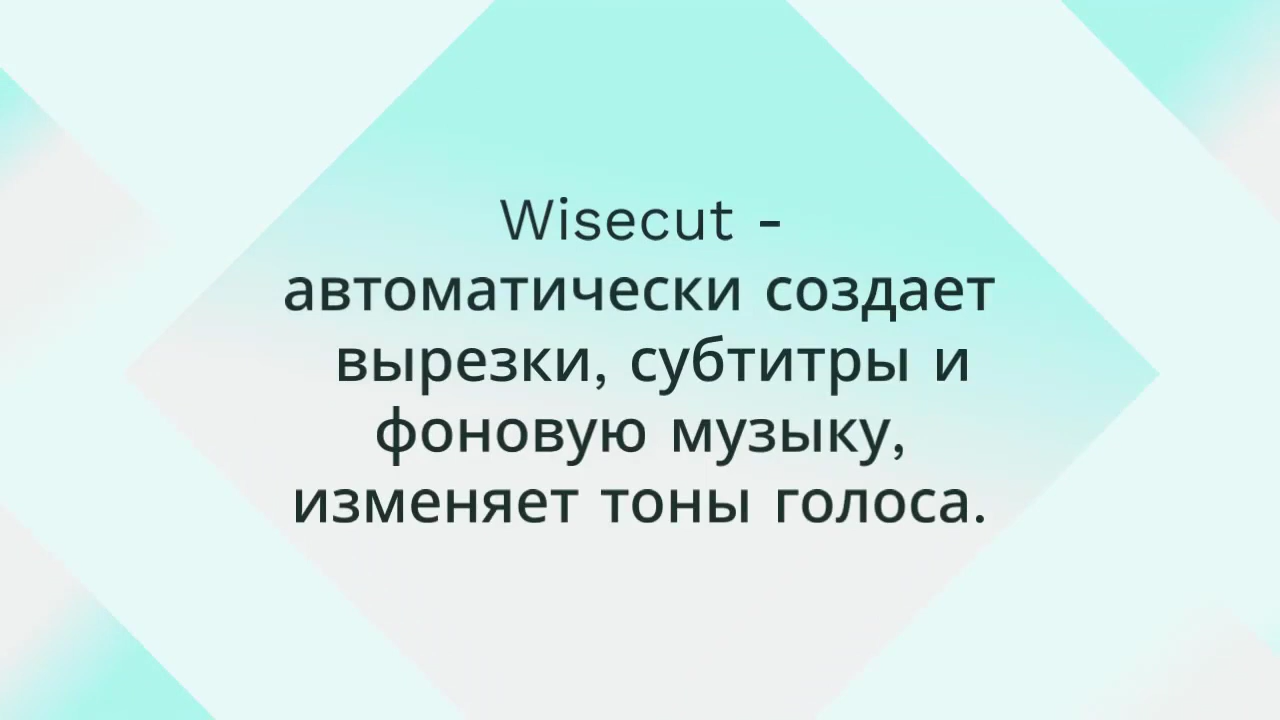 Wisecut -
автоматически создает
вырезки, субтитры и
фоновую музыку,
изменяет тоны голоса.